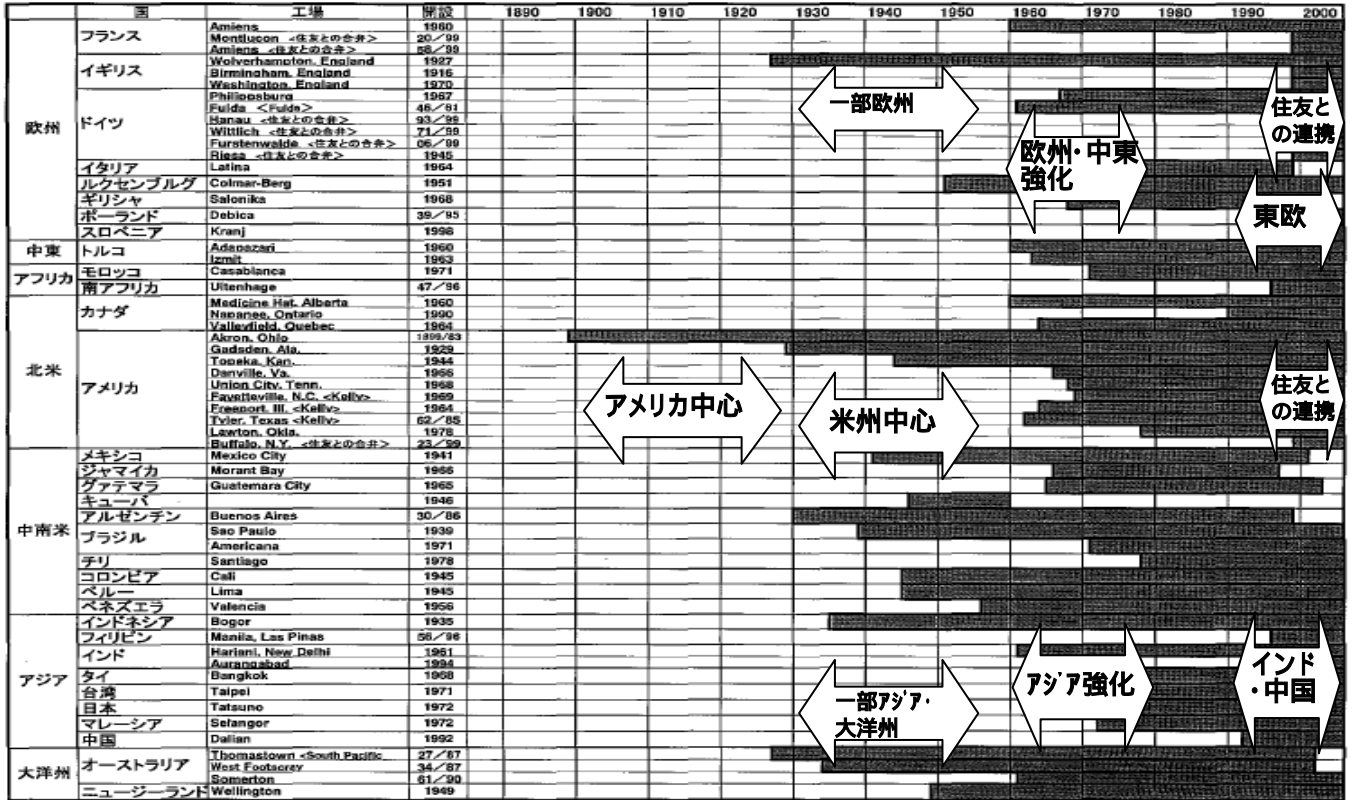 国 工場 開設 1890 1900 1910 1920 1930 1940 1950 1960 1970 1980 1990 2000
欧州
フランス Amiens 1960
Montlucon <住友との合弁> 20/99
Amiens <住友との合弁> 58/99
イギリス Wolverhampton, England 1927
Birmingham, England 1916
Washington, England 1970
ドイツ Philippsburg 1967
Fulda <Fulda>
Hanau <住友との合弁> 93/99
Wittlich <住友との合弁> 71/99
Furstenwalde <住友との合弁> 06/99
Riesa <住友との合弁> 1945
イタリア Latina 1964
ルクセンブルグ Colmar-Berg 1951
ギリシャ Salonika 1968
ポーランド Debica 39/95
スロベニア Kranj 1998
中東 トルコ Adapazari 1960
Izmit 1963
アフリカ モロッコ Casablanca 1971
南アフリカ Uitenhage 47/96
北米
カナダ Medicine Hat, Alberta 1960
Napanee, Ontario 1990
Valleyfield, Quebec 1964
アメリカ Akron, Ohio 1899/83
Gadsden, Ala. 1929
Topeka, Kan. 1944
Danville, Va. 1966
Union City, Tenn. 1968
Fayetteville, N.C. <Kelly> 1969
Freeport, Ill. <Kelly> 1964
Tyler, Texas <Kelly> 62/85
Lawton, Okla. 1978
Buffalo, N.Y. <住友との合弁> 23/99
中南米
メキシコ Mexico City 1941
ジャマイカ Morant Bay 1966
グァテマラ Guatemara City 1965
キューバ 1946
アルゼンチン Buenos Aires 30/86
ブラジル Sao Paulo 1939
Americana 1971
チリ Santiago 1978
コロンビア Cali 1945
ペルー Lima 1945
ベネズエラ Valencia 1956
アジア
インドネシア Bogor 1935
フィリピン Manila, Las Pinas 56/96
インド Hariani, New Delhi 1961
Aurangabad 1994
タイ Bangkok 1968
台湾 Taipei 1971
日本 Tatsuno 1972
マレーシア Selangor 1972
中国 Dalian 1992
大洋州
オーストラリア Thomastown <South Pacific 27/87
West Footscray 34/87
Somerton 61/90
ニュージーランド Wellington 1949
一部欧州
欧州・中東
強化
住友と
の連携
東欧
アメリカ中心
米州中心
住友と
の連携
一部アジア・
大洋州
アジア強化
インド
・中国